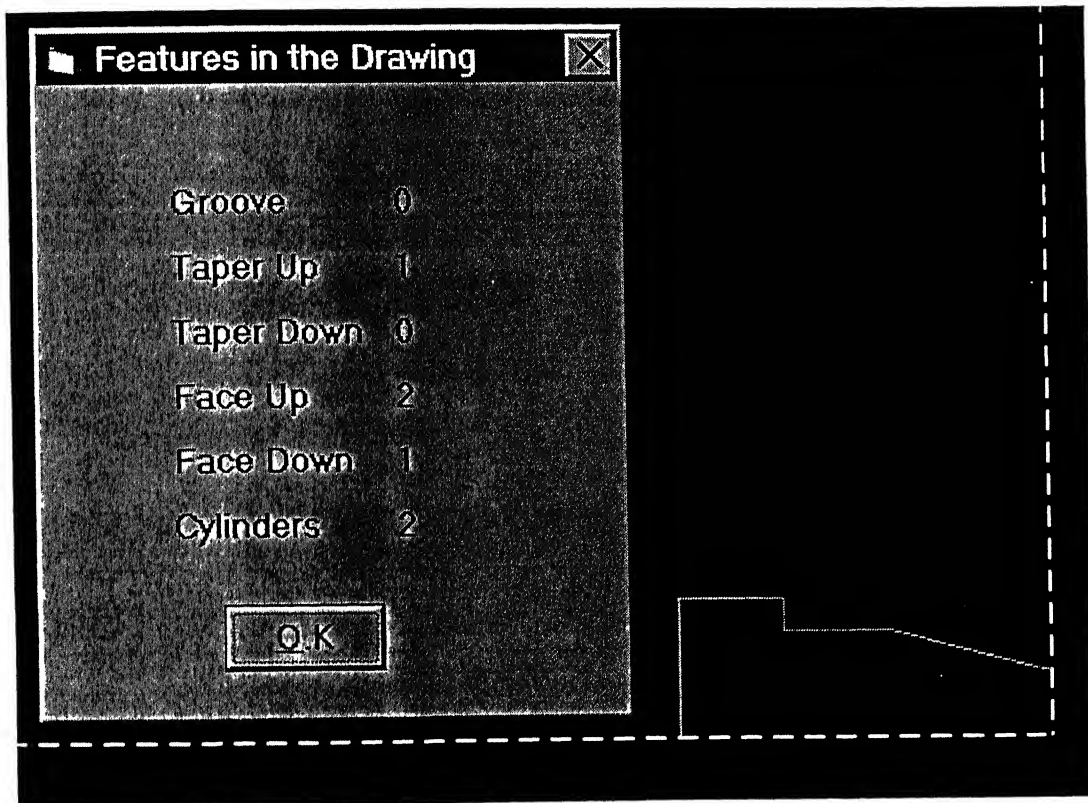 Features in the Drawing
Groove 0
Taper Up 1
Taper Down 0
Face Up 2
Face Down 1
Cylinders 2
O.K